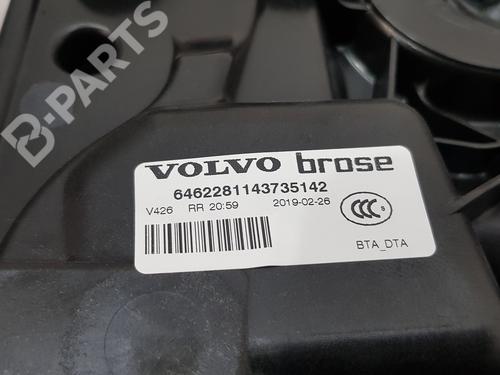 B-PARTS
VOLVO brose
6462281143735142
V426 RR 20:59 2019-02-26
CCC S
BTA_DTA